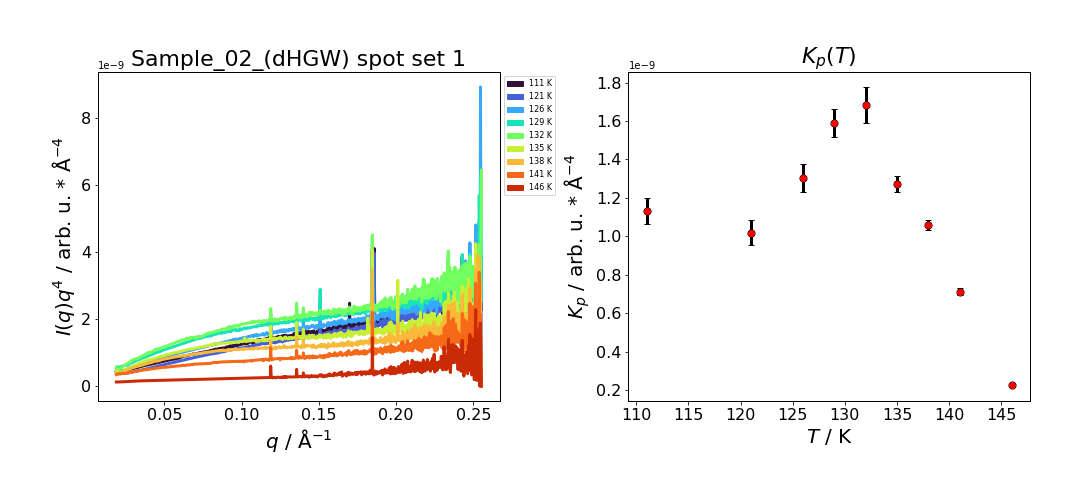 Sample_02_(dHGW) spot set 1
1e−9
I(q)q⁴ / arb. u. * Å⁻⁴
8
6
4
2
0
0.05 0.10 0.15 0.20 0.25
q / Å⁻¹
111 K
121 K
126 K
129 K
132 K
135 K
138 K
141 K
146 K
Kₚ(T)
1e−9
Kₚ / arb. u. * Å⁻⁴
1.8
1.6
1.4
1.2
1.0
0.8
0.6
0.4
0.2
110 115 120 125 130 135 140 145
T / K